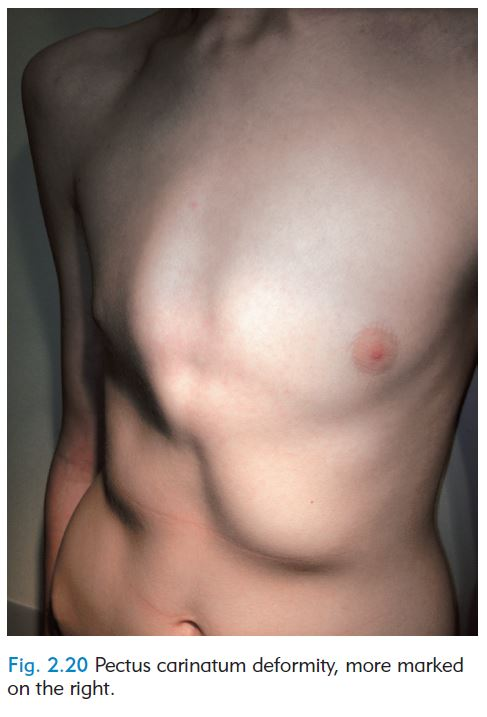 Fig. 2.20 Pectus carinatum deformity, more marked
on the right.